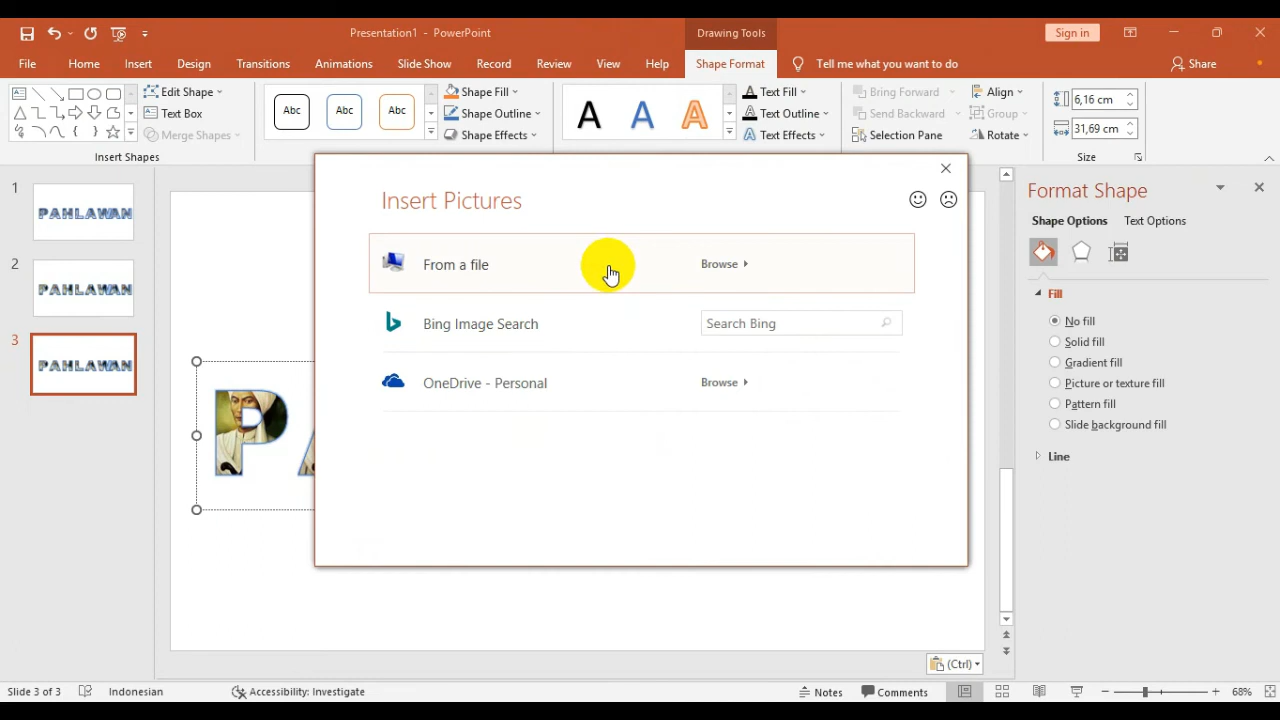 Presentation1 - PowerPoint
Drawing Tools
Sign in
File Home Insert Design Transitions Animations Slide Show Record Review View Help Shape Format Tell me what you want to do Share
Edit Shape
Text Box
Merge Shapes
Insert Shapes
Abc Abc Abc
Shape Fill
Shape Outline
Shape Effects
A A A
Text Fill
Text Outline
Text Effects
Bring Forward
Send Backward
Selection Pane
Align
Group
Rotate
6,16 cm
31,69 cm
Size
1
PAHLAWAN
2
PAHLAWAN
3
PAHLAWAN
PA
Insert Pictures
From a file Browse
Bing Image Search Search Bing
OneDrive - Personal Browse
Format Shape
Shape Options Text Options
Fill
No fill
Solid fill
Gradient fill
Picture or texture fill
Pattern fill
Slide background fill
Line
(Ctrl)
Slide 3 of 3 Indonesian Accessibility: Investigate Notes Comments 68%